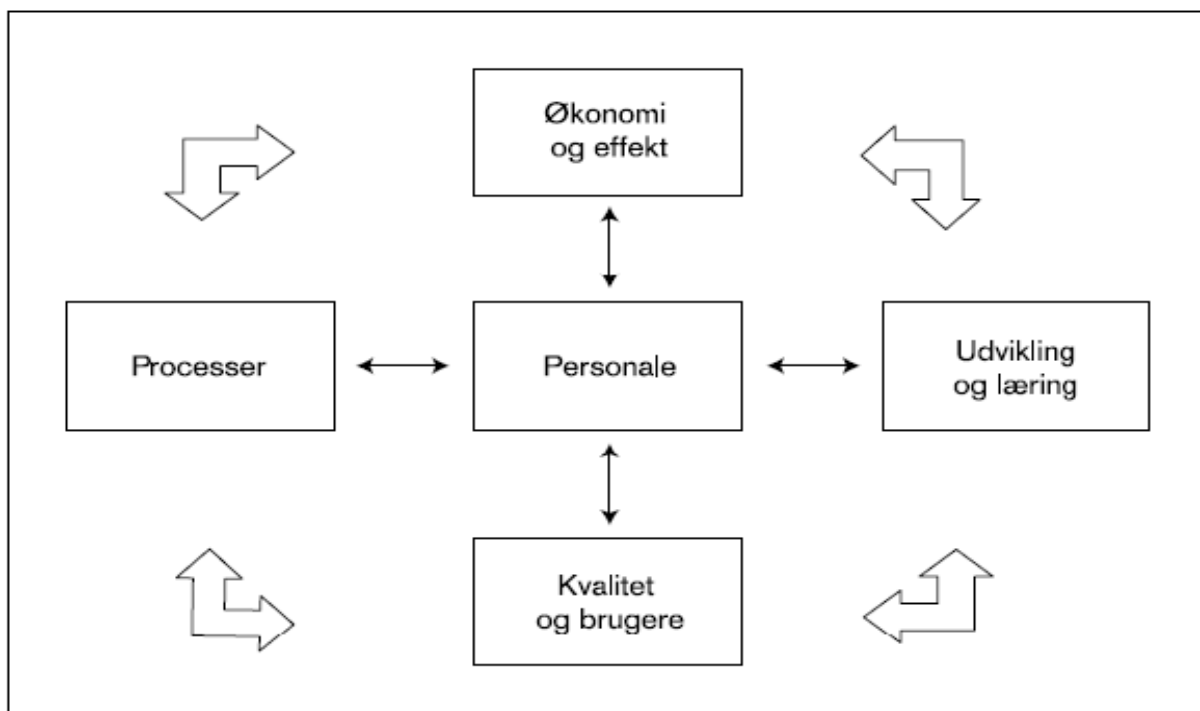 Økonomi
og effekt
Processer
Personale
Udvikling
og læring
Kvalitet
og brugere